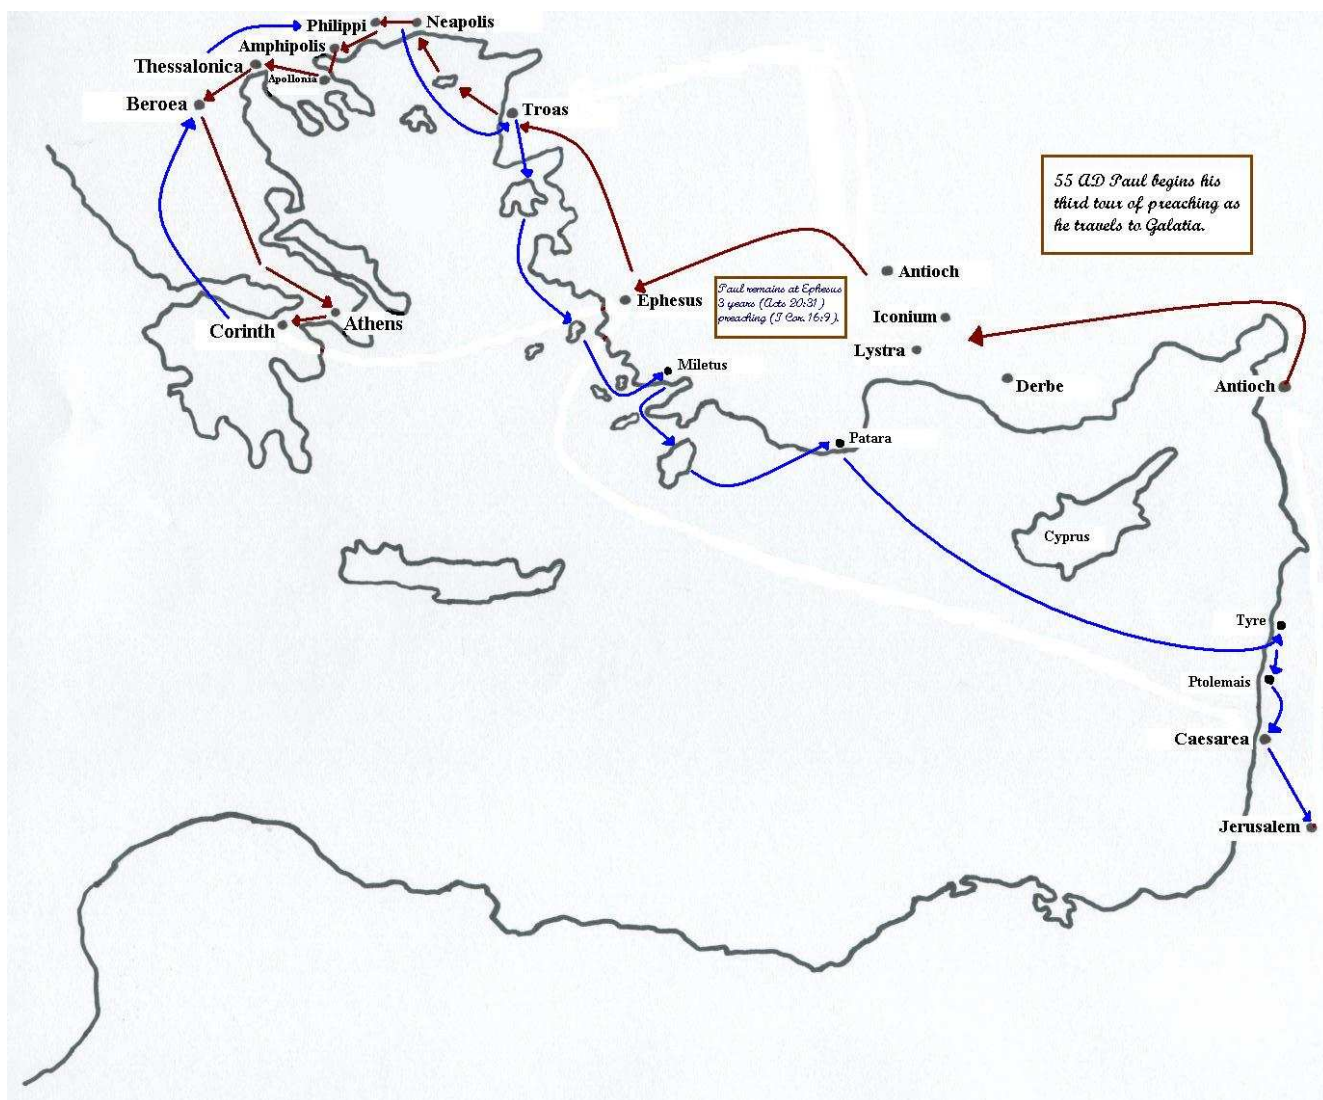 Philippi
Neapolis
Amphipolis
Thessalonica
Apollonia
Beroea
Troas
55 AD Paul begins his
third tour of preaching as
he travels to Galatia.
Antioch
Paul remains at Ephesus
3 years (Acts 20:31)
preaching (I Cor. 16:9).
Ephesus
Iconium
Corinth
Athens
Lystra
Miletus
Derbe
Antioch
Patara
Cyprus
Tyre
Ptolemais
Caesarea
Jerusalem